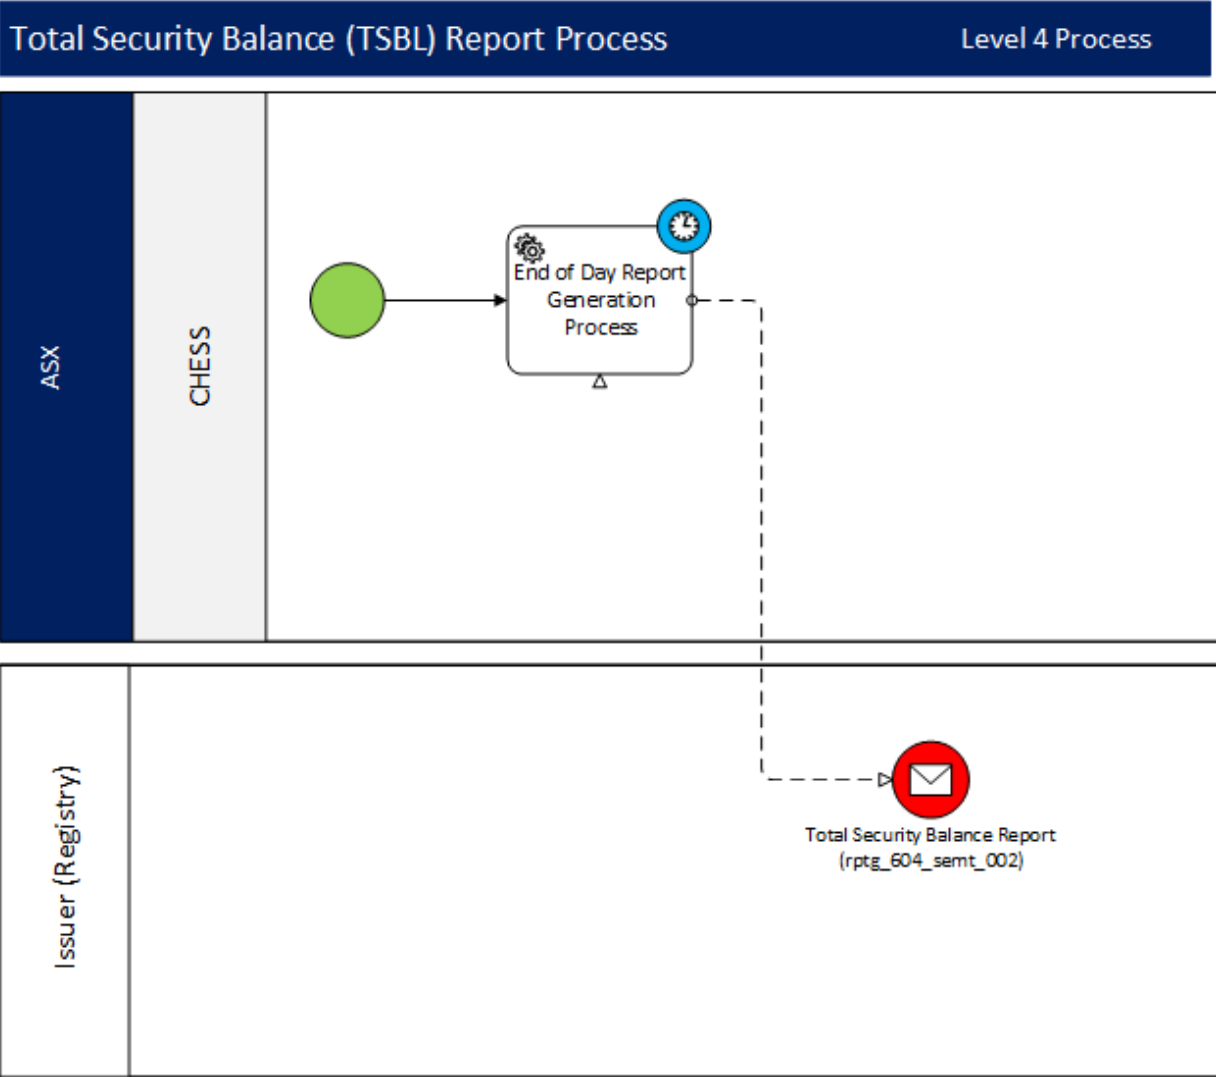 Total Security Balance (TSBL) Report Process
Level 4 Process
ASX
CHESS
End of Day Report
Generation
Process
Issuer (Registry)
Total Security Balance Report
(rptg_604_semt_002)